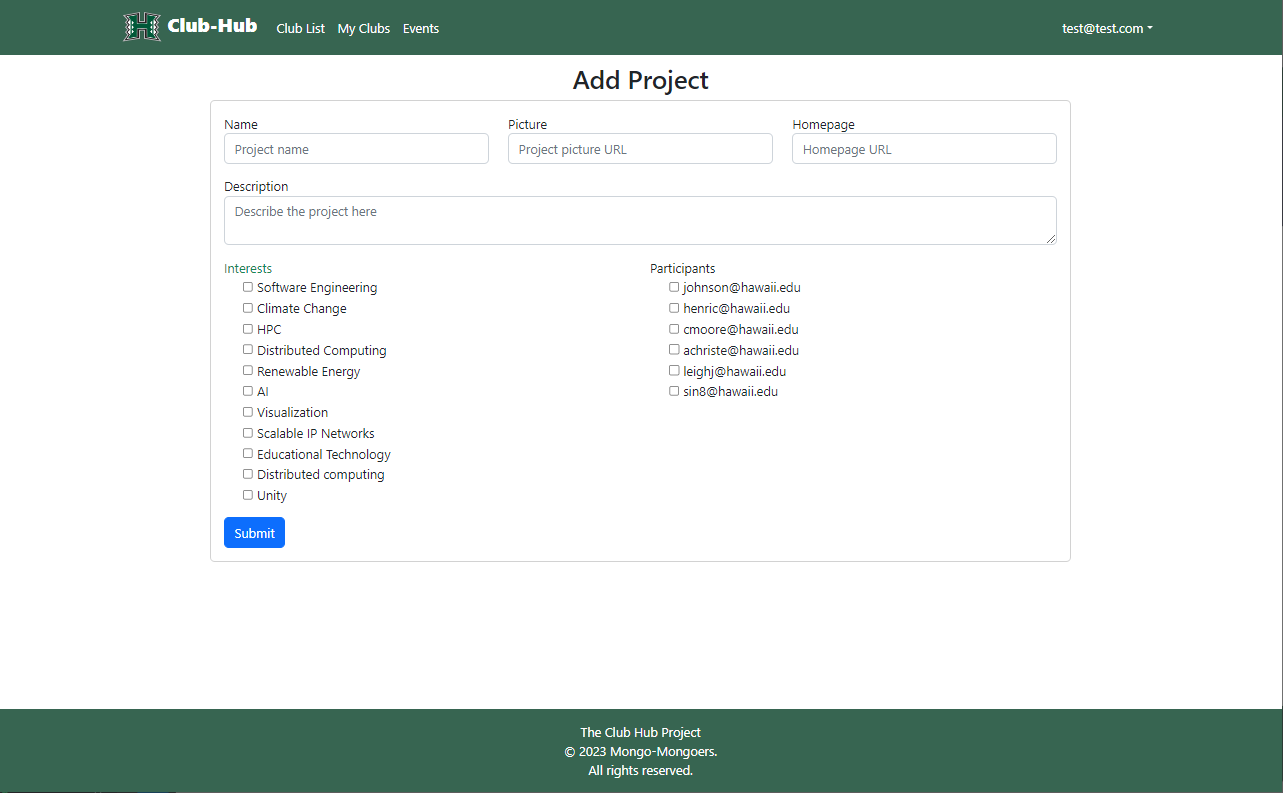 H Club-Hub Club List My Clubs Events test@test.com
Add Project
Name Picture Homepage
Project name Project picture URL Homepage URL
Description
Describe the project here
Interests
Software Engineering
Climate Change
HPC
Distributed Computing
Renewable Energy
AI
Visualization
Scalable IP Networks
Educational Technology
Distributed computing
Unity
Participants
johnson@hawaii.edu
henric@hawaii.edu
cmoore@hawaii.edu
achriste@hawaii.edu
leighj@hawaii.edu
sin8@hawaii.edu
Submit
The Club Hub Project
© 2023 Mongo-Mongoers.
All rights reserved.